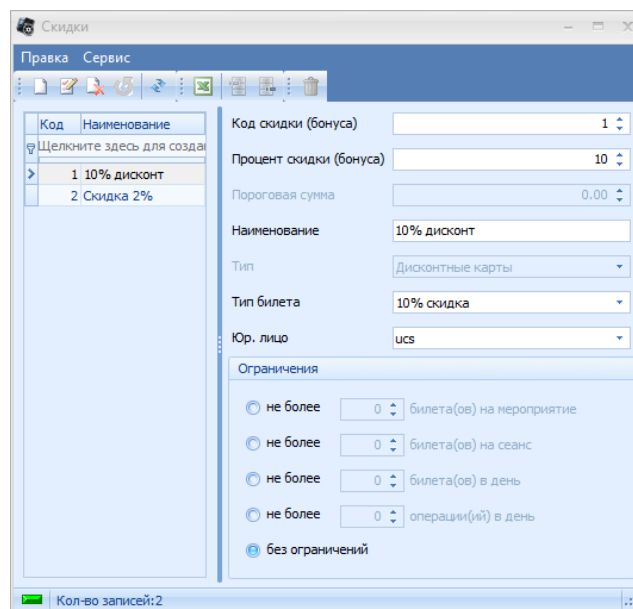 Скидки
Правка Сервис
Код Наименование
Щелкните здесь для созда
1 10% дисконт
2 Скидка 2%
Код скидки (бонуса) 1
Процент скидки (бонуса) 10
Пороговая сумма 0.00
Наименование 10% дисконт
Тип Дисконтные карты
Тип билета 10% скидка
Юр. лицо ucs
Ограничения
не более 0 билета(ов) на мероприятие
не более 0 билета(ов) на сеанс
не более 0 билета(ов) в день
не более 0 операции(ий) в день
без ограничений
Кол-во записей:2